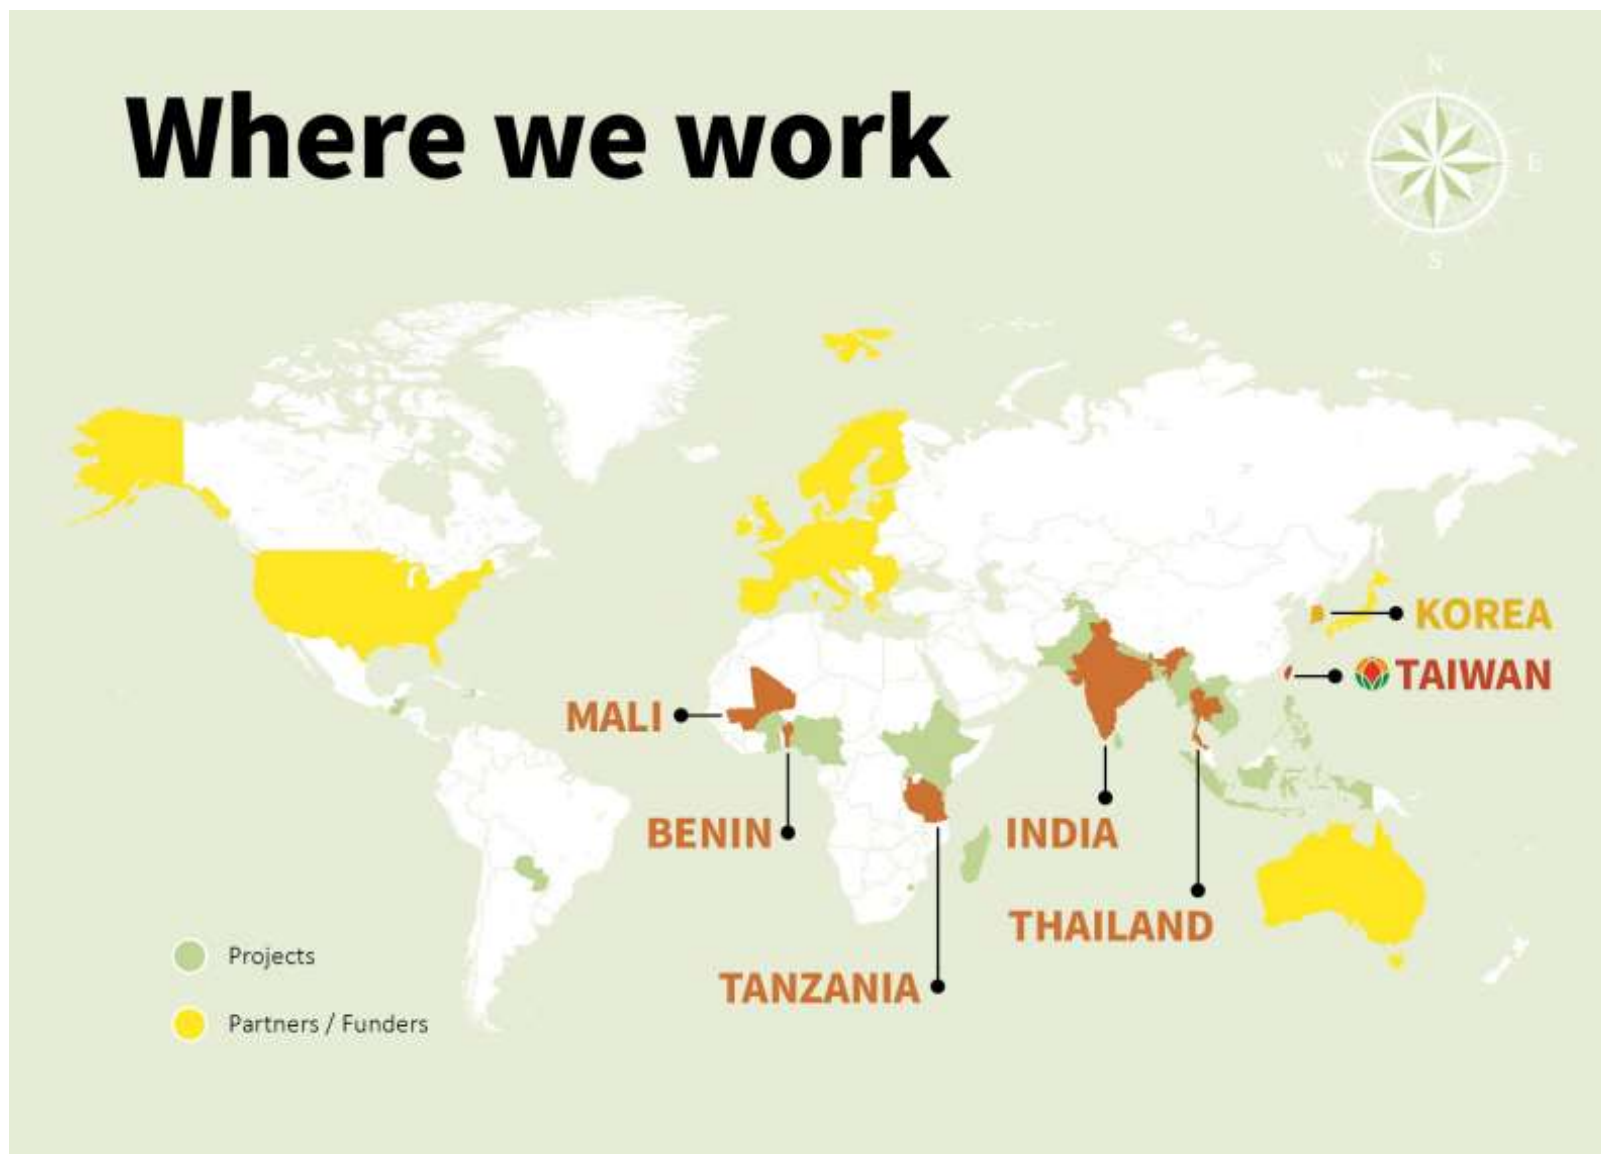 Where we work
N
W
E
S
KOREA
TAIWAN
MALI
BENIN
INDIA
THAILAND
TANZANIA
Projects
Partners / Funders